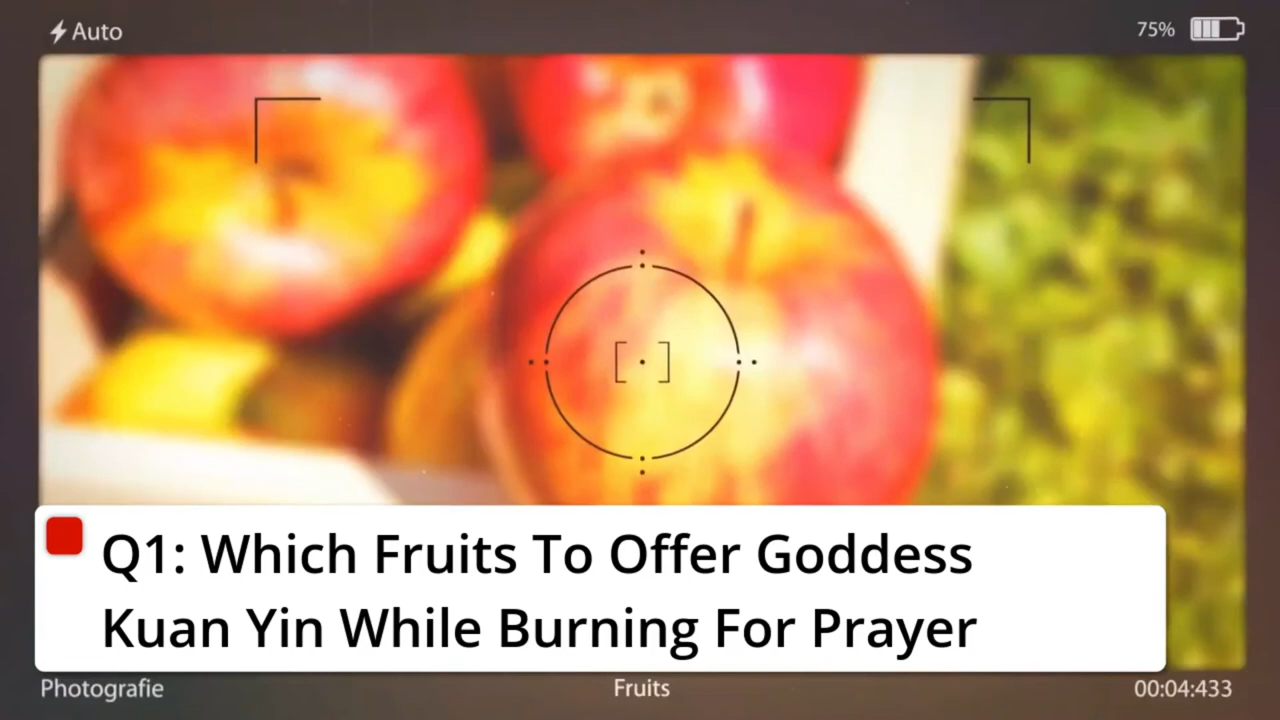 Auto
75%
Q1: Which Fruits To Offer Goddess
Kuan Yin While Burning For Prayer
Photografie
Fruits
00:04:433